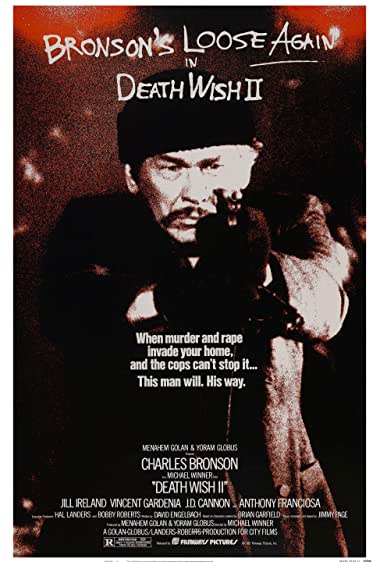 BRONSON'S LOOSE AGAIN
IN
DEATH WISH II
When murder and rape
invade your home,
and the cops can't stop it...
This man will. His way.
MENAHEM GOLAN & YORAM GLOBUS
CHARLES BRONSON
MICHAEL WINNER
"DEATH WISH II"
JILL IRELAND VINCENT GARDENIA J.D. CANNON ANTHONY FRANCIOSA
HAL LANDERS BOBBY ROBERTS DAVID ENGELBACH BRIAN GARFIELD JIMMY PAGE
MENAHEM GOLAN & YORAM GLOBUS MICHAEL WINNER
A GOLAN-GLOBUS/LANDERS-ROBERTS PRODUCTION FOR CITY FILMS
R FILMWAYS PICTURES